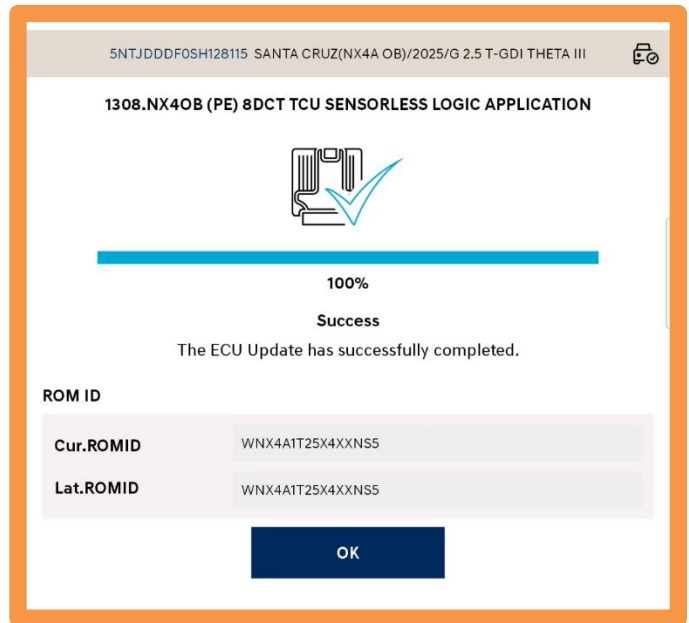 5NTJDDDF0SH128115 SANTA CRUZ(NX4A OB)/2025/G 2.5 T-GDI THETA III
1308.NX4OB (PE) 8DCT TCU SENSORLESS LOGIC APPLICATION
100%
Success
The ECU Update has successfully completed.
ROM ID
Cur.ROMID WNX4A1T25X4XXNS5
Lat.ROMID WNX4A1T25X4XXNS5
OK